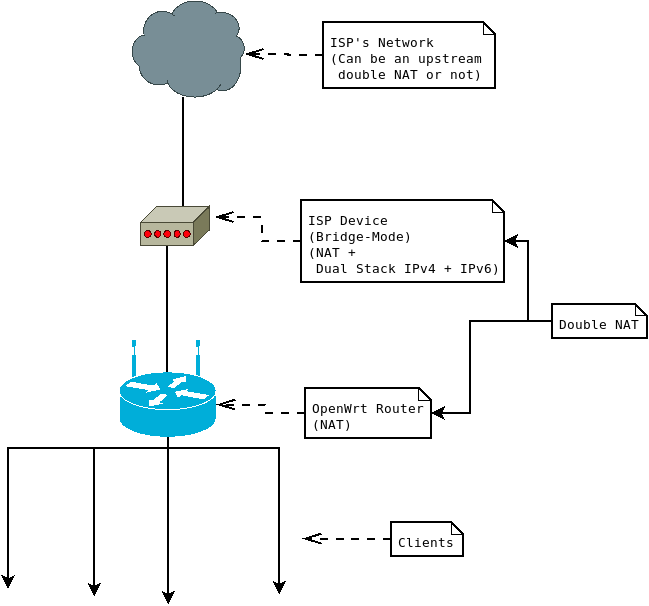 ISP's Network
(Can be an upstream
double NAT or not)
ISP Device
(Bridge-Mode)
(NAT +
Dual Stack IPv4 + IPv6)
Double NAT
OpenWrt Router
(NAT)
Clients